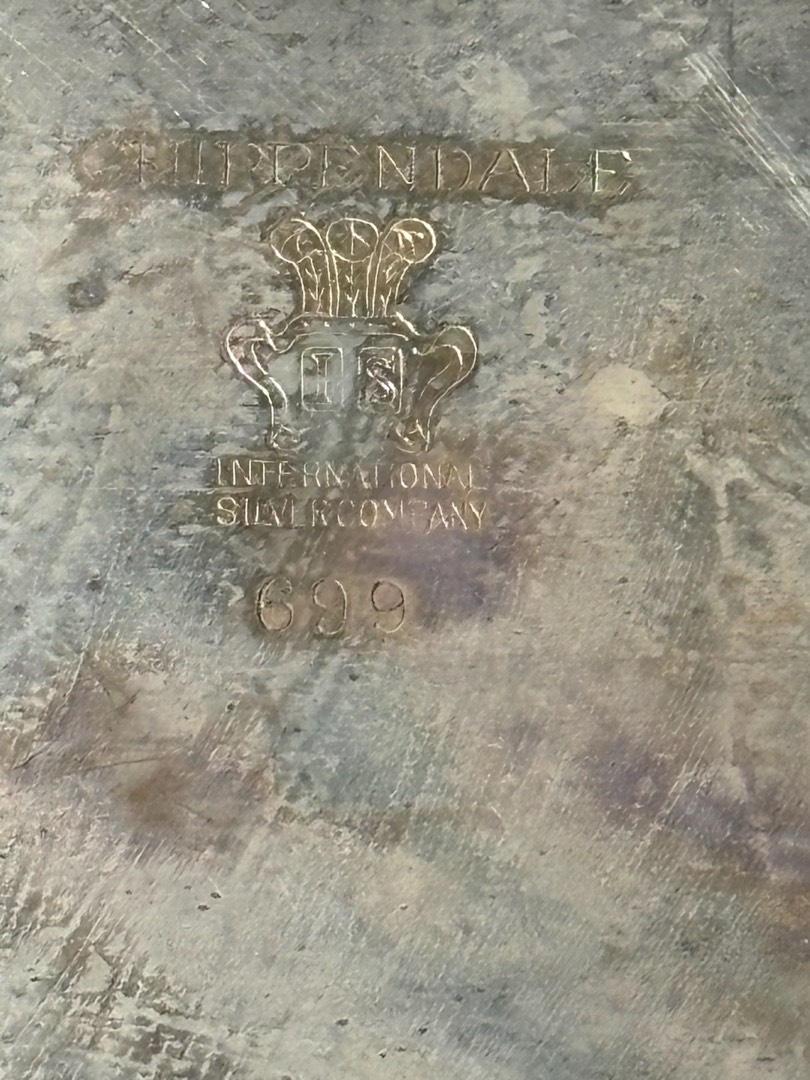 CHIPPENDALE
I S
INTERNATIONAL
SILVER COMPANY
699